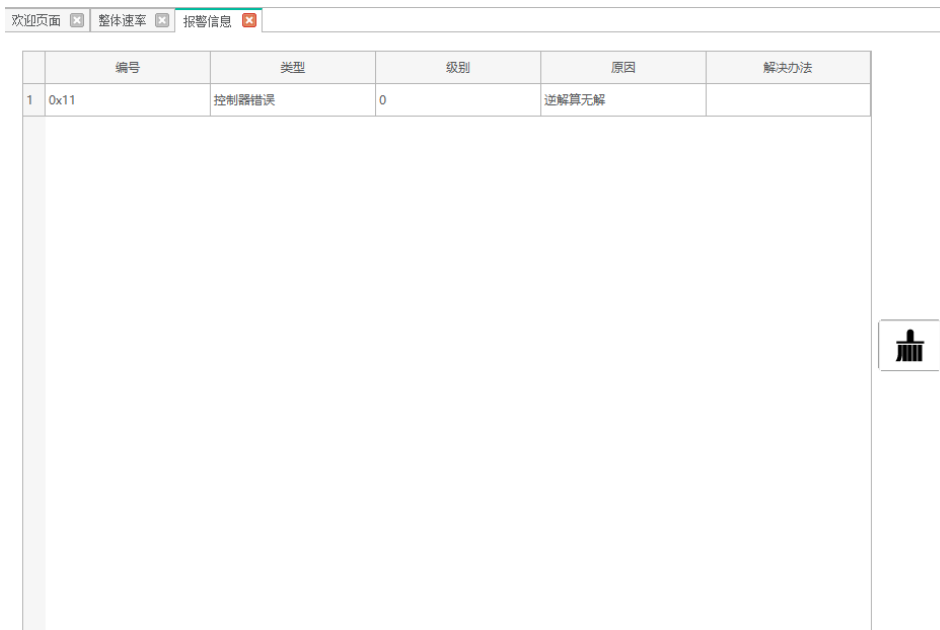 欢迎页面 整体速率 报警信息
编号 类型 级别 原因 解决办法
1 0x11 控制器错误 0 逆解算无解